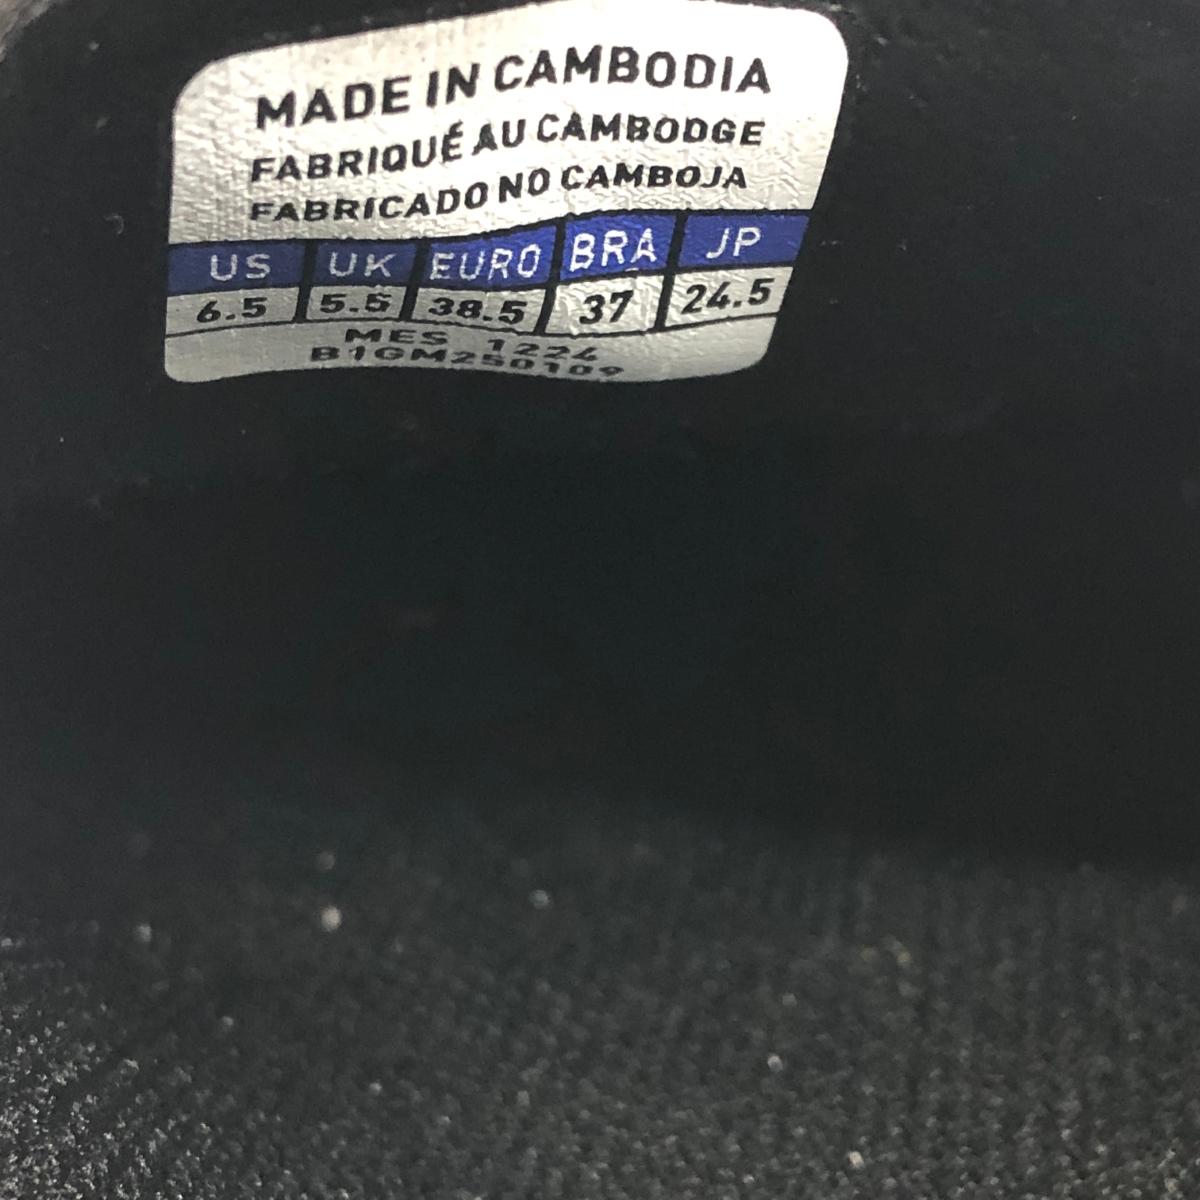 MADE IN CAMBODIA
FABRIQUÉ AU CAMBODGE
FABRICADO NO CAMBOJA
US UK EURO BRA JP
6.5 5.5 38.5 37 24.5
MES 1224
B1GM250109